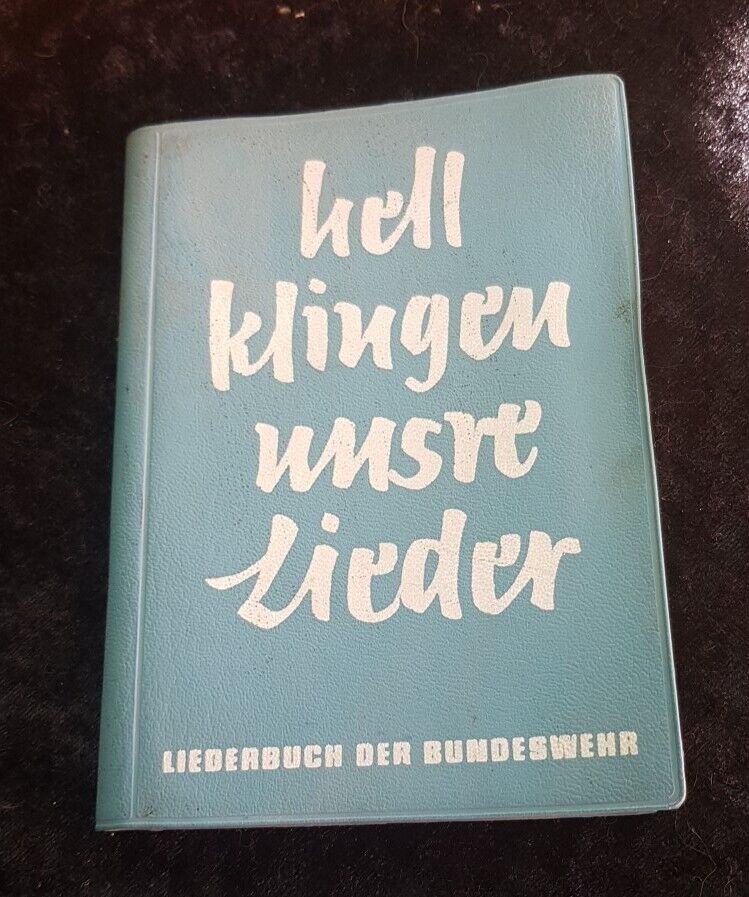 hell
klingen
unsre
Lieder
LIEDERBUCH DER BUNDESWEHR